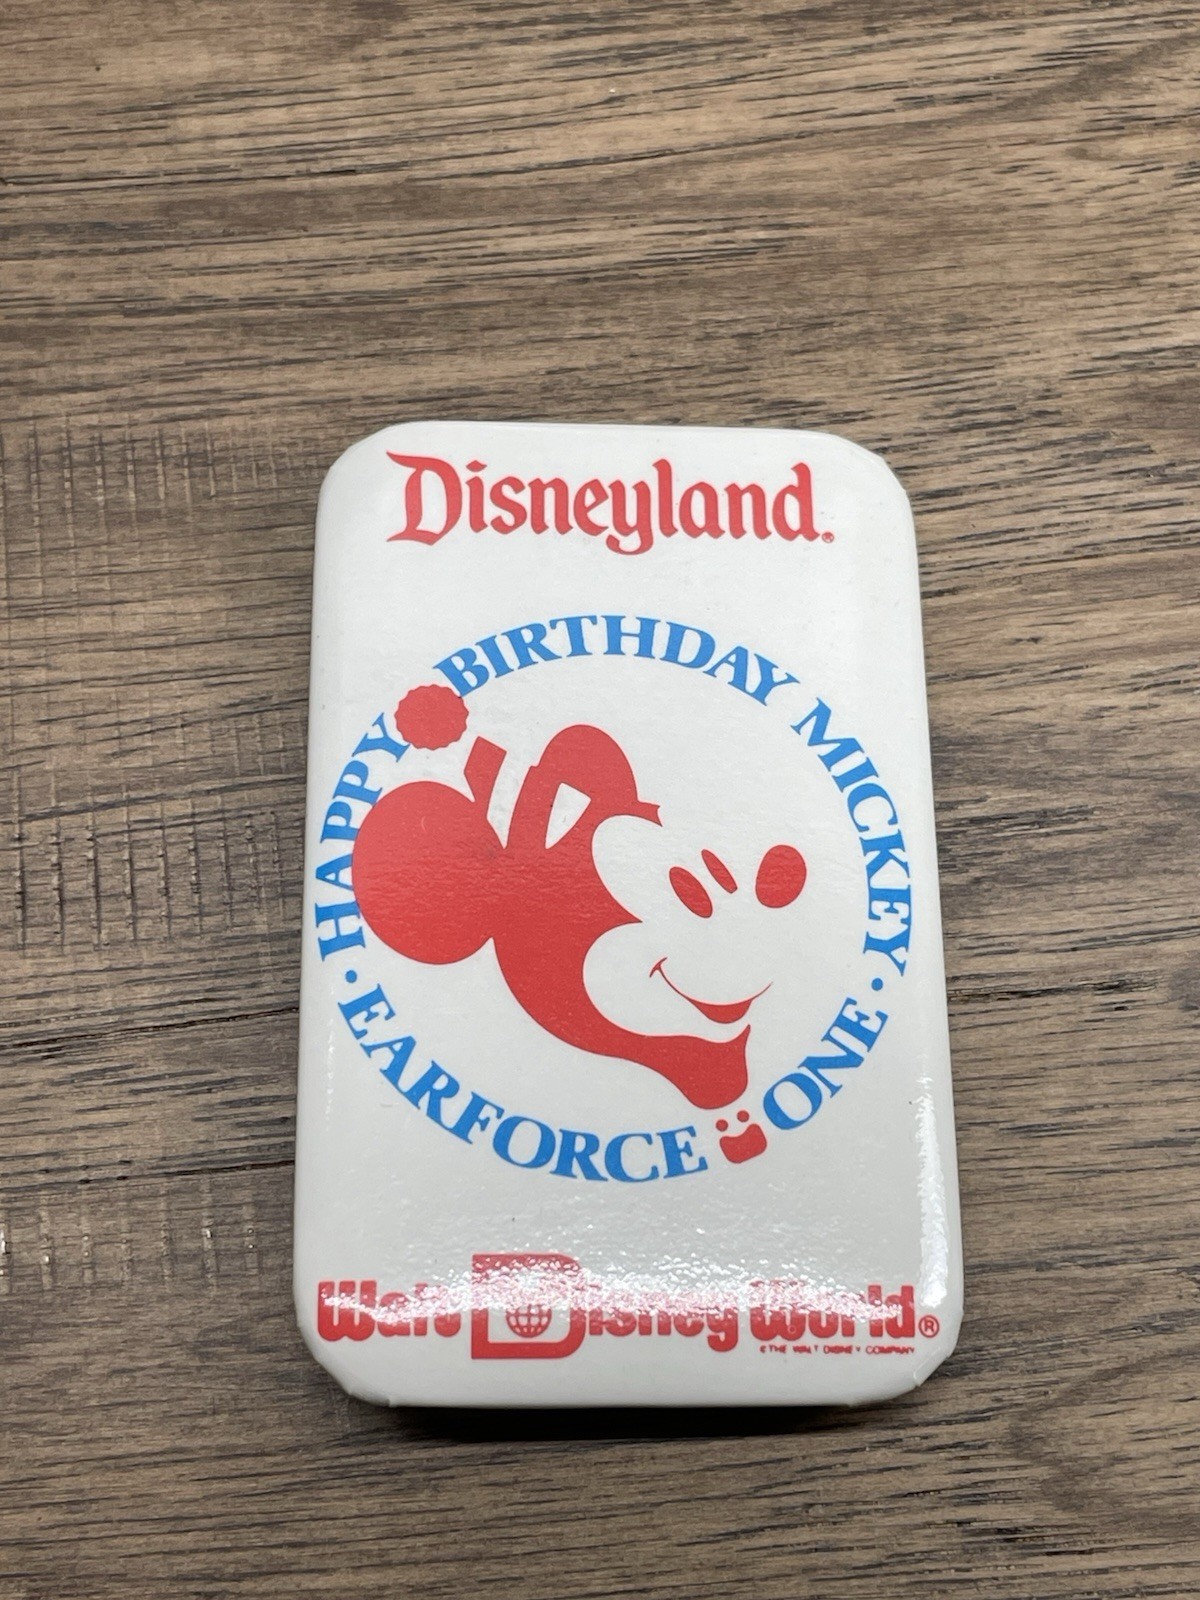 Disneyland®
HAPPY BIRTHDAY MICKEY ·
EARFORCE ONE ·
Walt Disney World®
© THE WALT DISNEY COMPANY